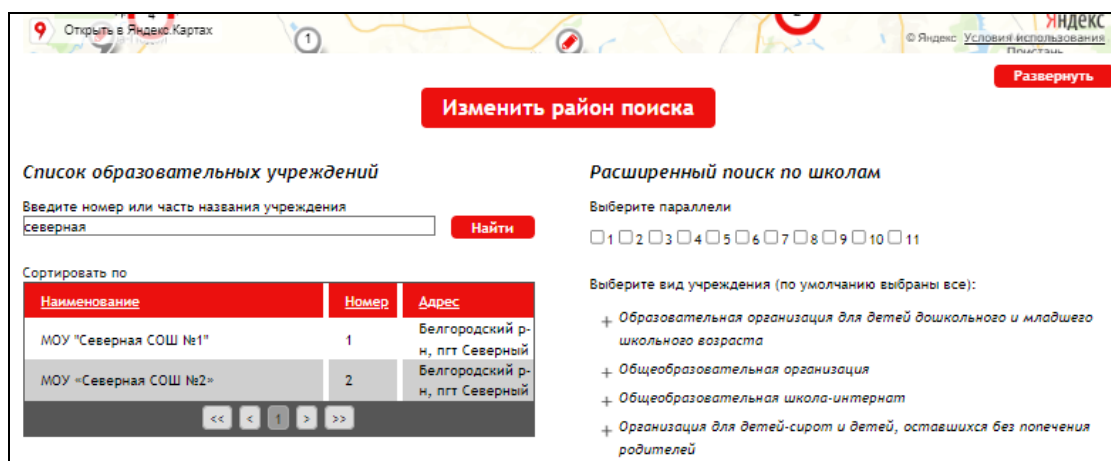 4
2
Открыть в Яндекс.Картах
1
Яндекс
© Яндекс Условия использования
Пристань
Развернуть
Изменить район поиска
Список образовательных учреждений
Введите номер или часть названия учреждения
северная
Найти
Сортировать по
Наименование Номер Адрес
МОУ "Северная СОШ №1" 1 Белгородский р-
н, пгт Северный
МОУ «Северная СОШ №2» 2 Белгородский р-
н, пгт Северный
<< < 1 > >>
Расширенный поиск по школам
Выберите параллели
1 2 3 4 5 6 7 8 9 10 11
Выберите вид учреждения (по умолчанию выбраны все):
+ Образовательная организация для детей дошкольного и младшего
школьного возраста
+ Общеобразовательная организация
+ Общеобразовательная школа-интернат
+ Организация для детей-сирот и детей, оставшихся без попечения
родителей